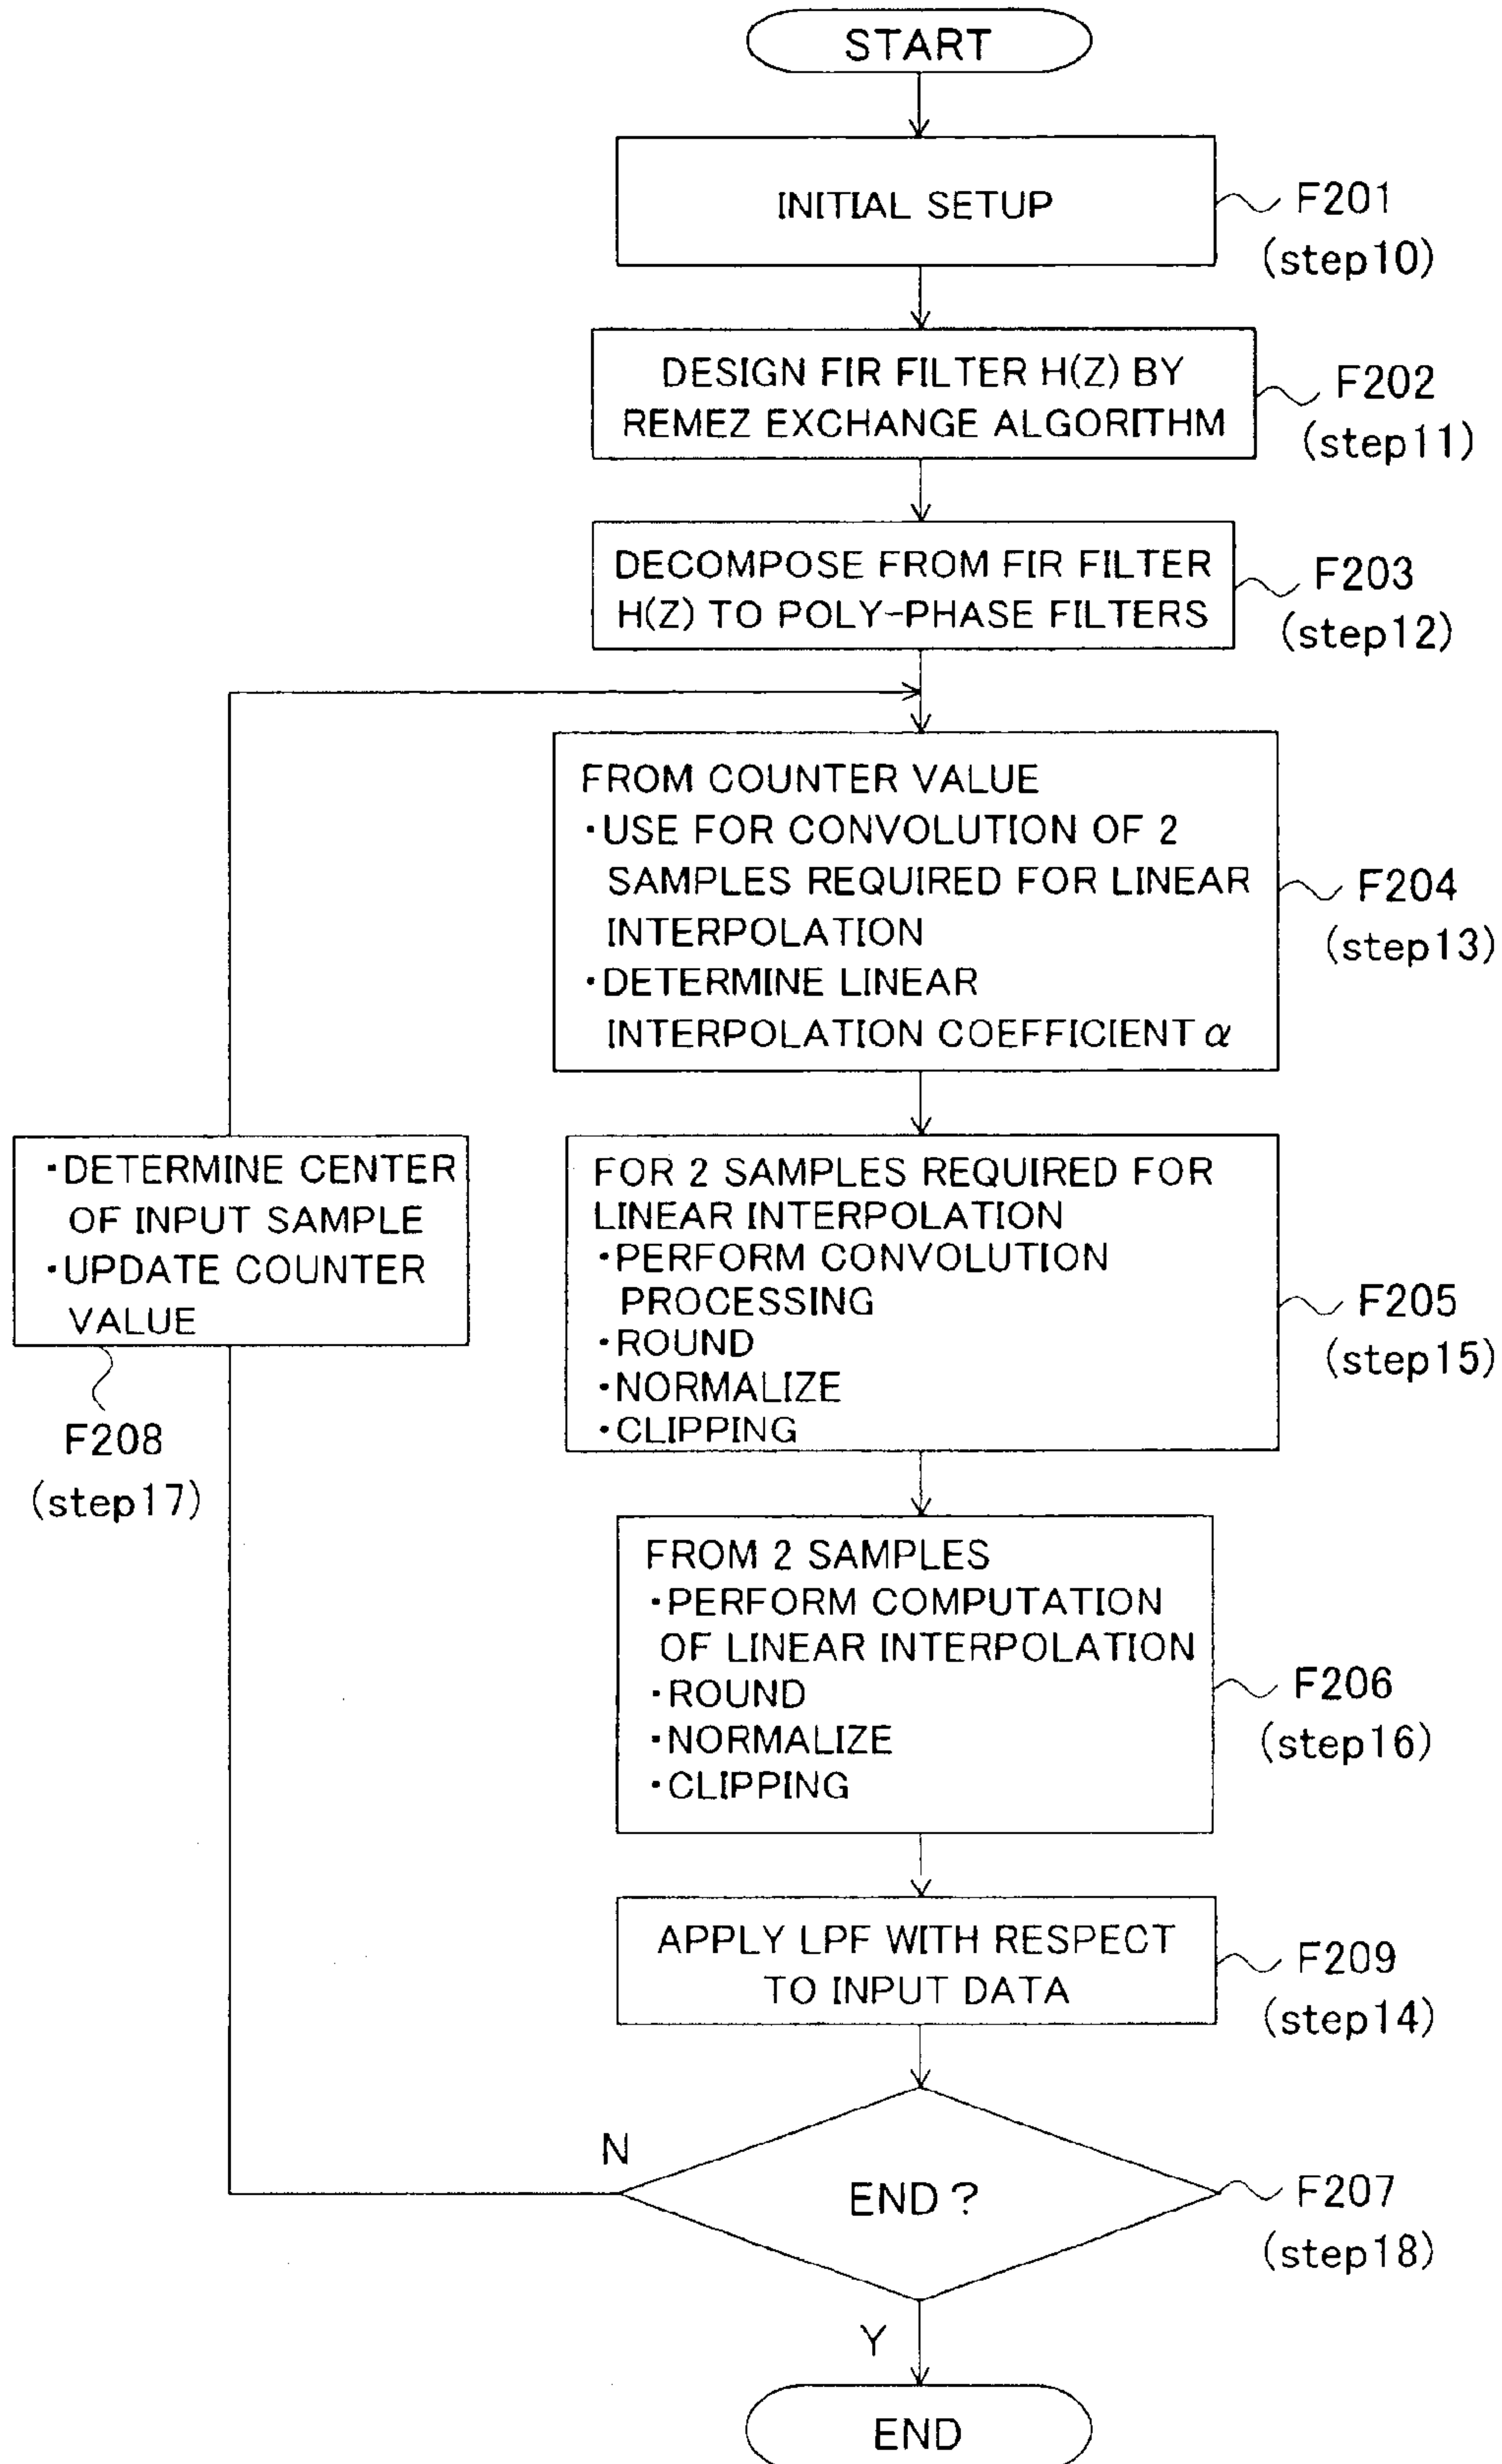 START
INITIAL SETUP
F201
(step10)
DESIGN FIR FILTER H(Z) BY
REMEZ EXCHANGE ALGORITHM
F202
(step11)
DECOMPOSE FROM FIR FILTER
H(Z) TO POLY-PHASE FILTERS
F203
(step12)
FROM COUNTER VALUE
・USE FOR CONVOLUTION OF 2
SAMPLES REQUIRED FOR LINEAR
INTERPOLATION
・DETERMINE LINEAR
INTERPOLATION COEFFICIENT α
F204
(step13)
・DETERMINE CENTER
OF INPUT SAMPLE
・UPDATE COUNTER
VALUE
F208
(step17)
FOR 2 SAMPLES REQUIRED FOR
LINEAR INTERPOLATION
・PERFORM CONVOLUTION
PROCESSING
・ROUND
・NORMALIZE
・CLIPPING
F205
(step15)
FROM 2 SAMPLES
・PERFORM COMPUTATION
OF LINEAR INTERPOLATION
・ROUND
・NORMALIZE
・CLIPPING
F206
(step16)
APPLY LPF WITH RESPECT
TO INPUT DATA
F209
(step14)
N
END ?
F207
(step18)
Y
END